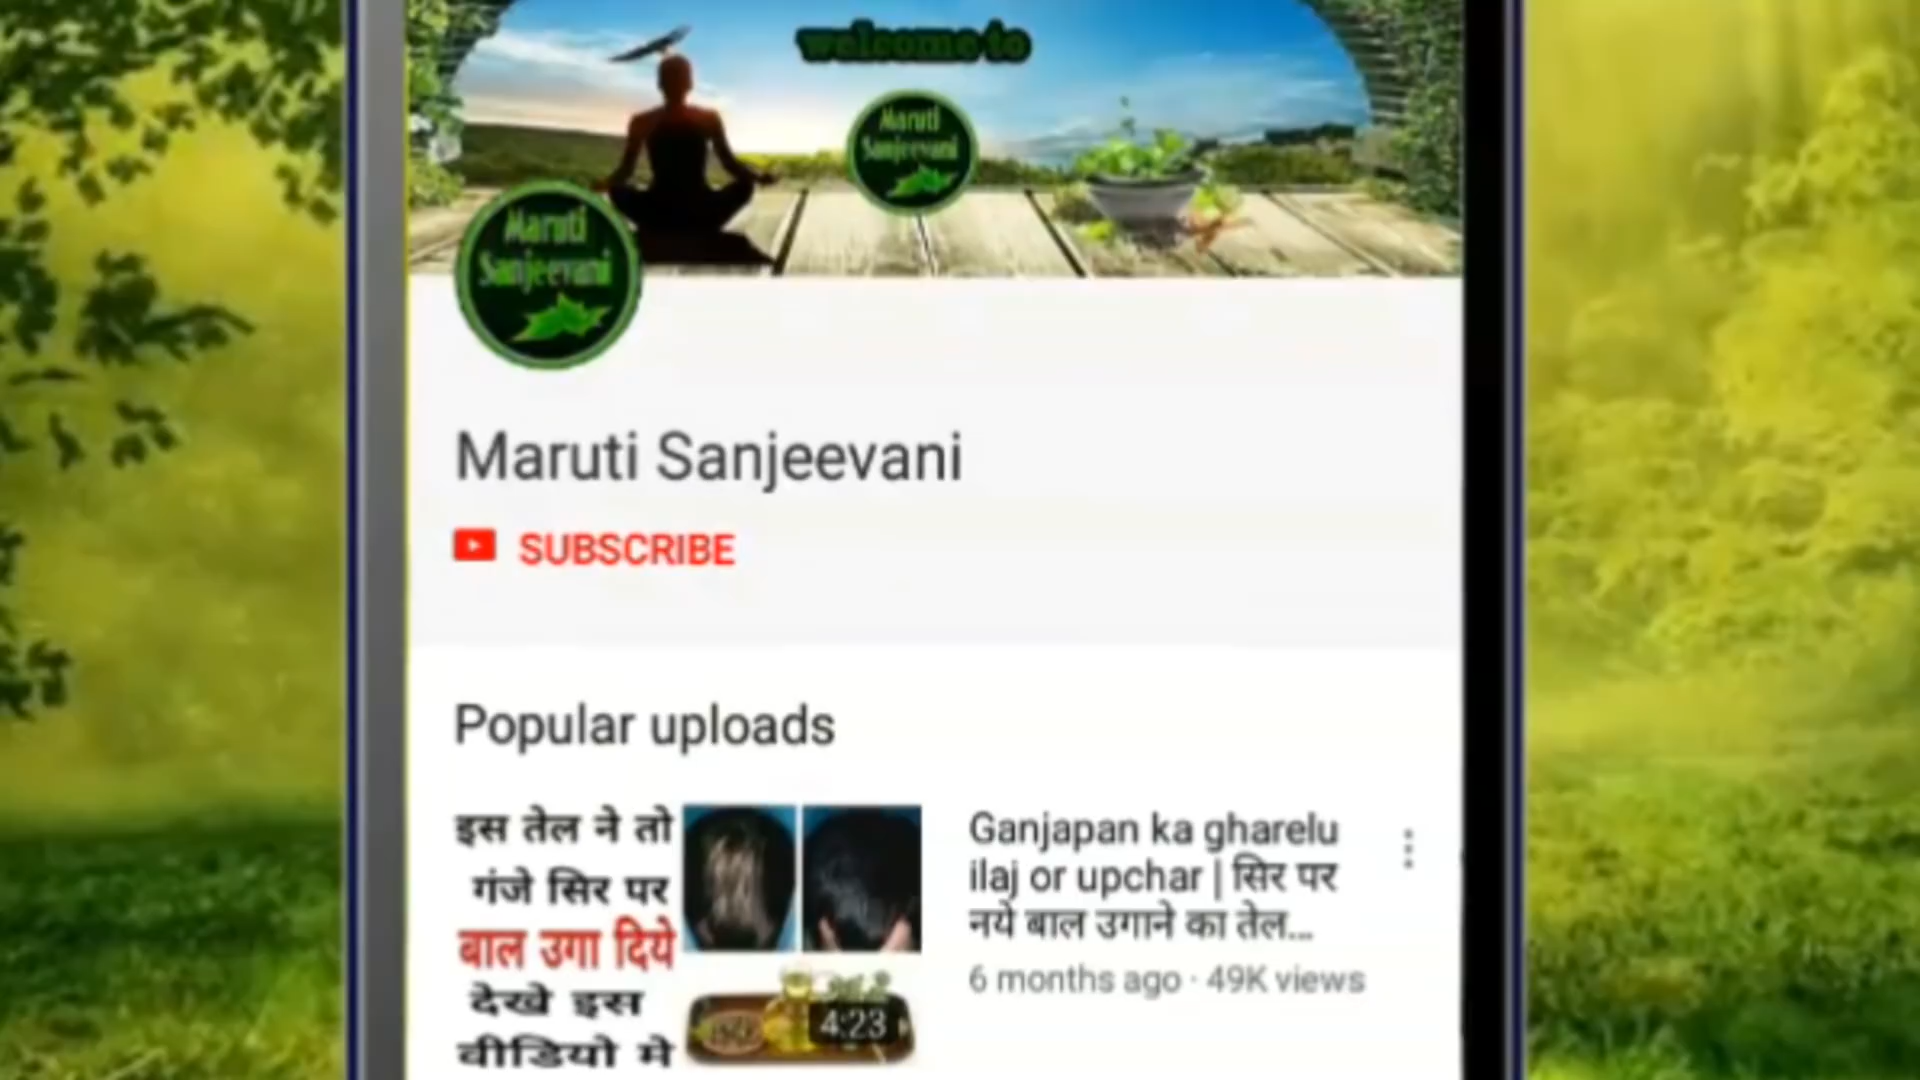 welcome to
Maruti
Sanjeevani
Maruti
Sanjeevani
Maruti Sanjeevani
SUBSCRIBE
Popular uploads
इस तेल ने तो
गंजे सिर पर
बाल उगा दिये
देखे इस
वीडियो मे
4:23
Ganjapan ka gharelu
ilaj or upchar | सिर पर
नये बाल उगाने का तेल...
6 months ago · 49K views